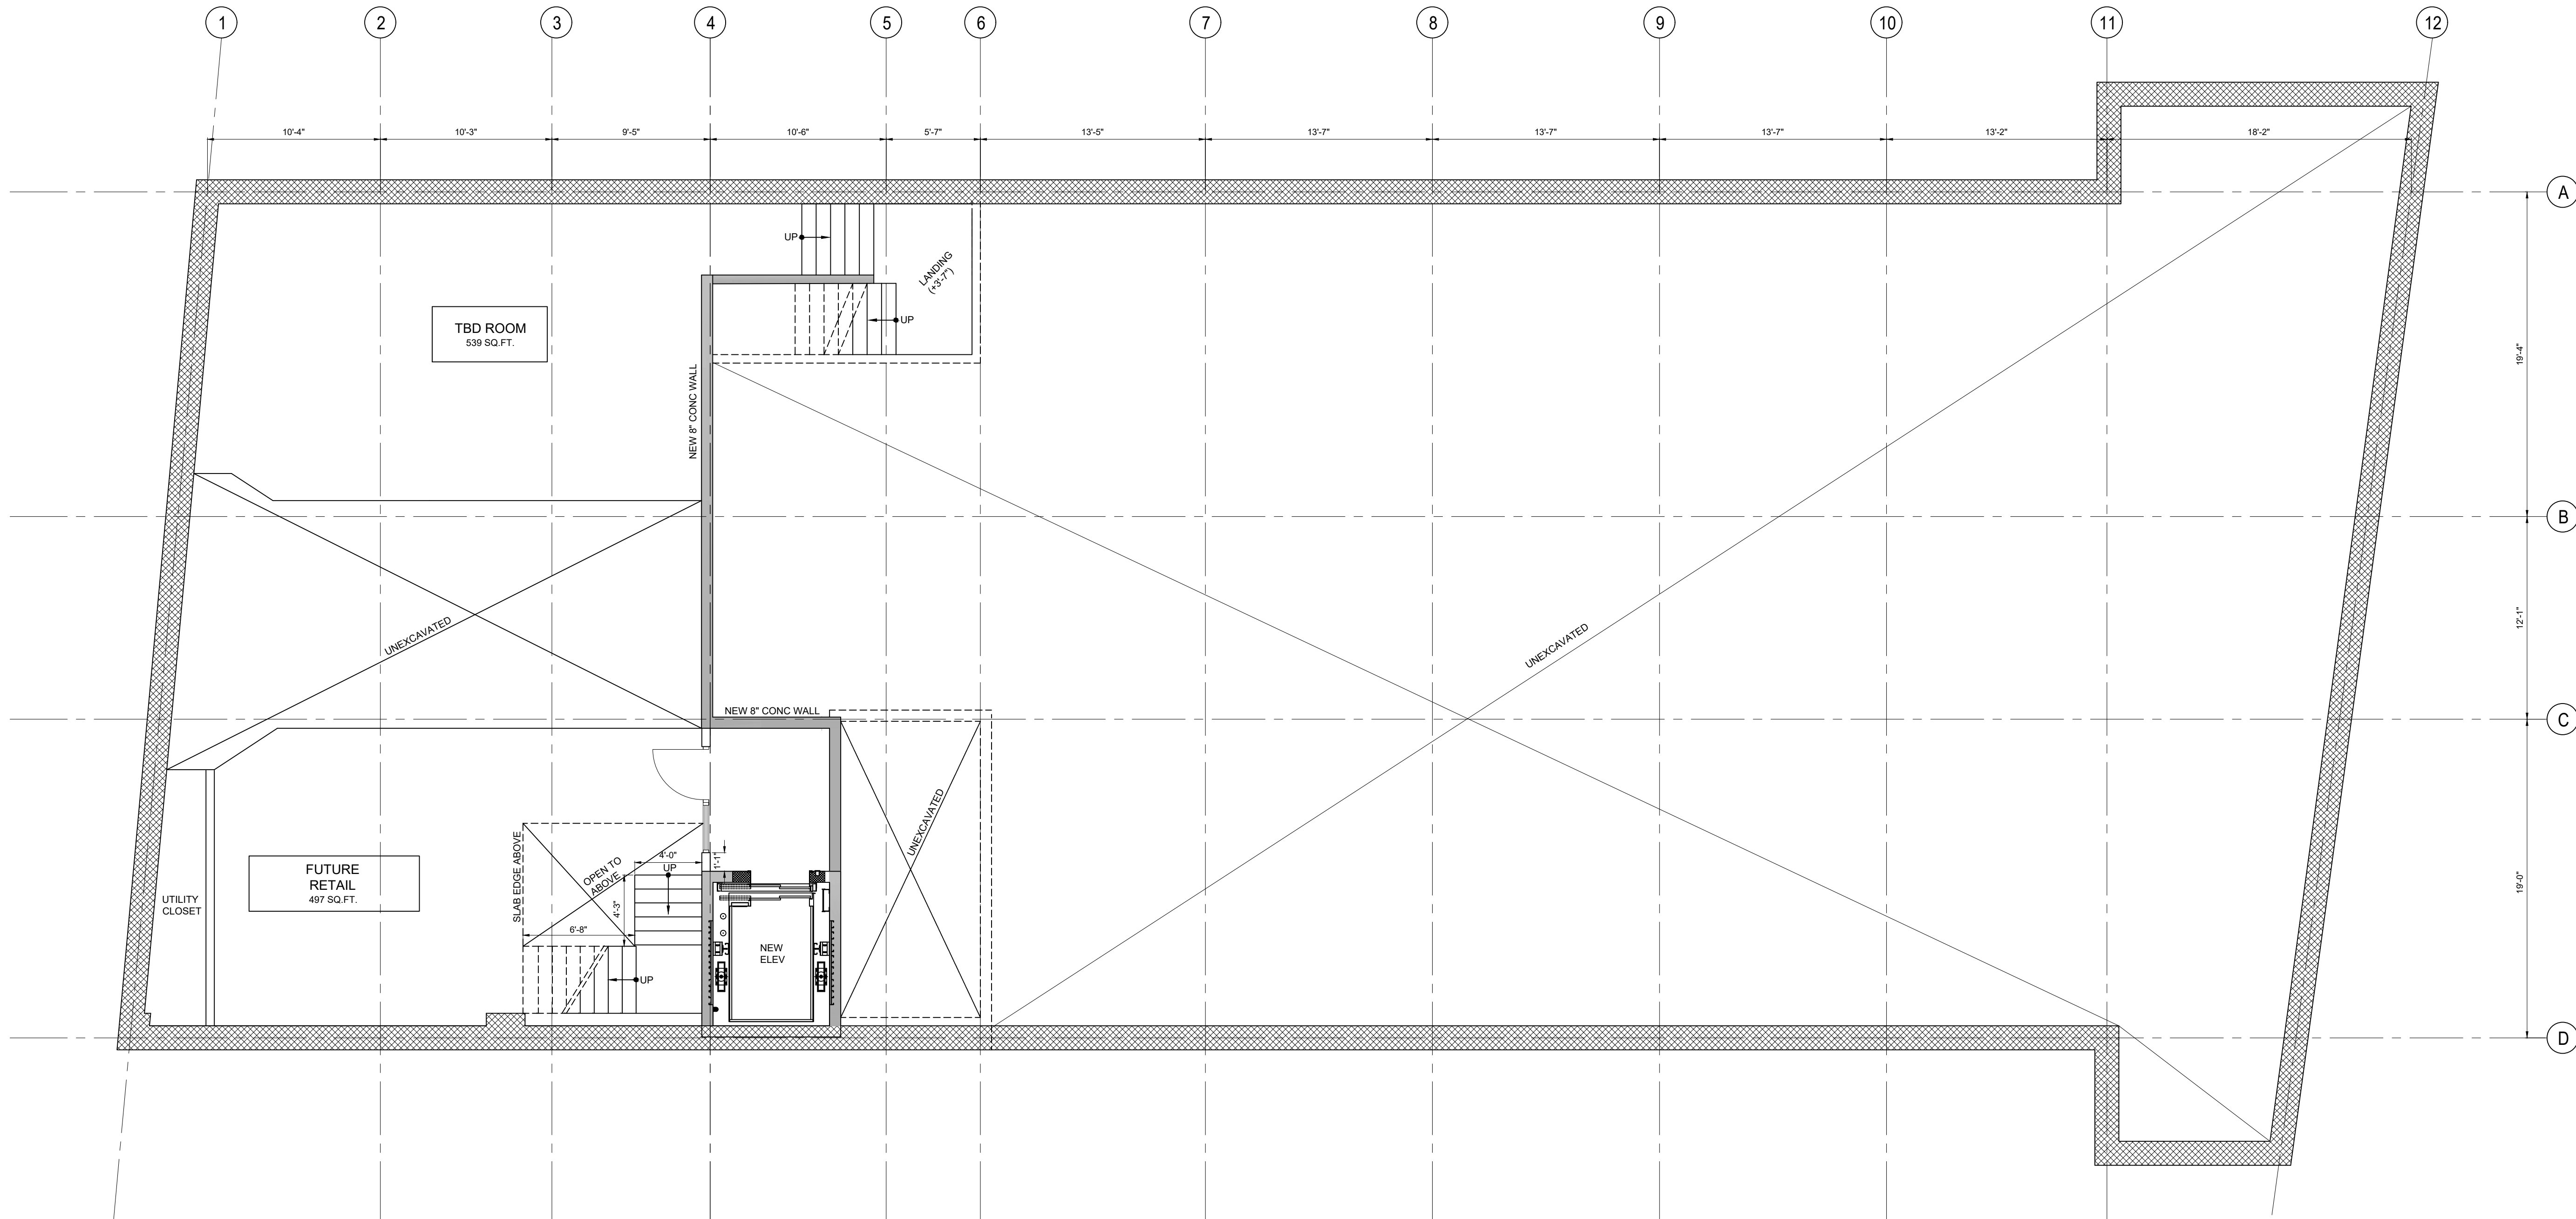 1
2
3
4
5
6
7
8
9
10
11
12
10'-4"
10'-3"
9'-5"
10'-6"
5'-7"
13'-5"
13'-7"
13'-7"
13'-7"
13'-2"
18'-2"
A
UP
LANDING
(+3'-7")
UP
TBD ROOM
539 SQ.FT.
19'-4"
NEW 8" CONC WALL
B
UNEXCAVATED
UNEXCAVATED
12'-1"
NEW 8" CONC WALL
C
UNEXCAVATED
SLAB EDGE ABOVE
OPEN TO
ABOVE
4'-0"
UP
1'-1"
FUTURE
RETAIL
497 SQ.FT.
UTILITY
CLOSET
4'-3"
6'-8"
UP
NEW
ELEV
19'-0"
D